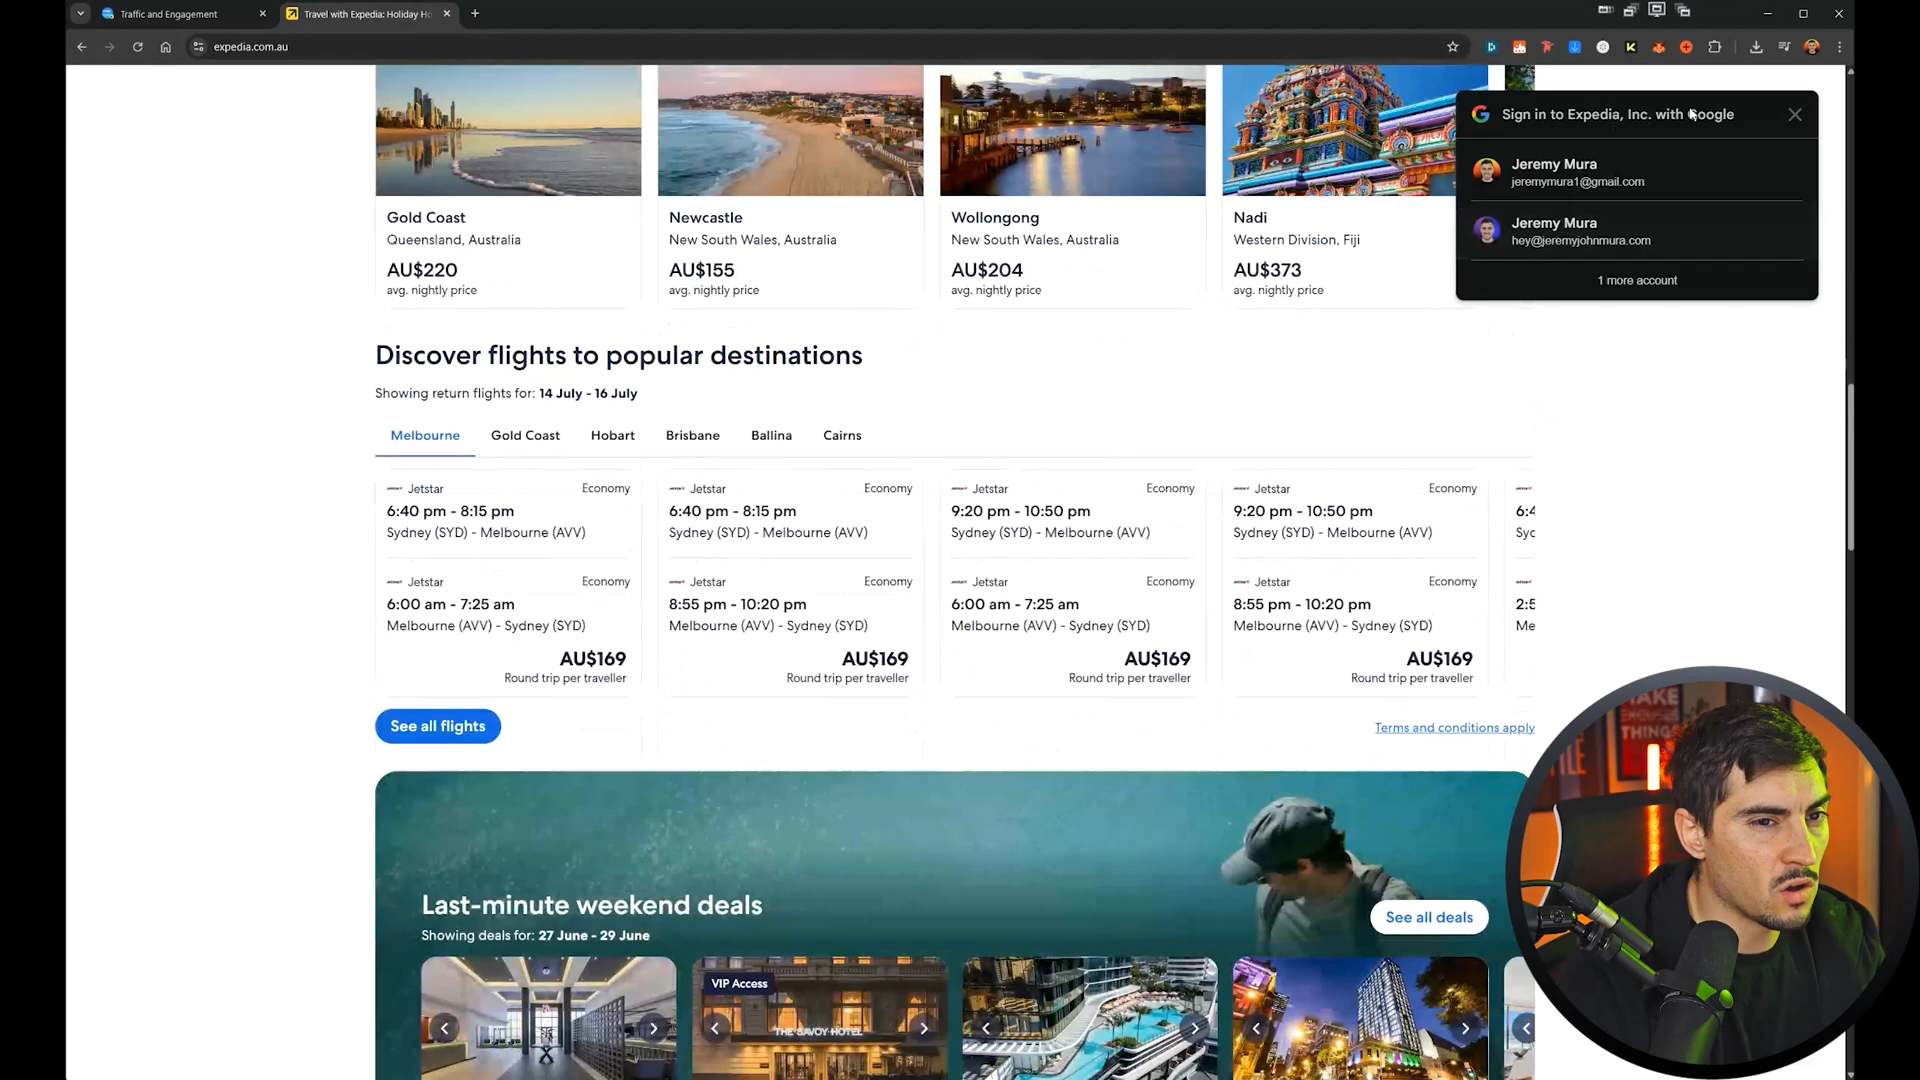 Traffic and Engagement
Travel with Expedia: Holiday Ho
expedia.com.au
Sign in to Expedia, Inc. with Google
Jeremy Mura
jeremymura1@gmail.com
Jeremy Mura
hey@jeremyjohnmura.com
1 more account
Gold Coast
Queensland, Australia
AU$220
avg. nightly price
Newcastle
New South Wales, Australia
AU$155
avg. nightly price
Wollongong
New South Wales, Australia
AU$204
avg. nightly price
Nadi
Western Division, Fiji
AU$373
avg. nightly price
Discover flights to popular destinations
Showing return flights for: 14 July - 16 July
Melbourne Gold Coast Hobart Brisbane Ballina Cairns
Jetstar Economy
6:40 pm - 8:15 pm
Sydney (SYD) - Melbourne (AVV)
Jetstar Economy
6:00 am - 7:25 am
Melbourne (AVV) - Sydney (SYD)
AU$169
Round trip per traveller
Jetstar Economy
6:40 pm - 8:15 pm
Sydney (SYD) - Melbourne (AVV)
Jetstar Economy
8:55 pm - 10:20 pm
Melbourne (AVV) - Sydney (SYD)
AU$169
Round trip per traveller
Jetstar Economy
9:20 pm - 10:50 pm
Sydney (SYD) - Melbourne (AVV)
Jetstar Economy
6:00 am - 7:25 am
Melbourne (AVV) - Sydney (SYD)
AU$169
Round trip per traveller
Jetstar Economy
9:20 pm - 10:50 pm
Sydney (SYD) - Melbourne (AVV)
Jetstar Economy
8:55 pm - 10:20 pm
Melbourne (AVV) - Sydney (SYD)
AU$169
Round trip per traveller
6:4
Syc
2:5
Me
See all flights
Terms and conditions apply
Last-minute weekend deals
Showing deals for: 27 June - 29 June
See all deals
VIP Access
THE SAVOY HOTEL
MAKE
THINGS